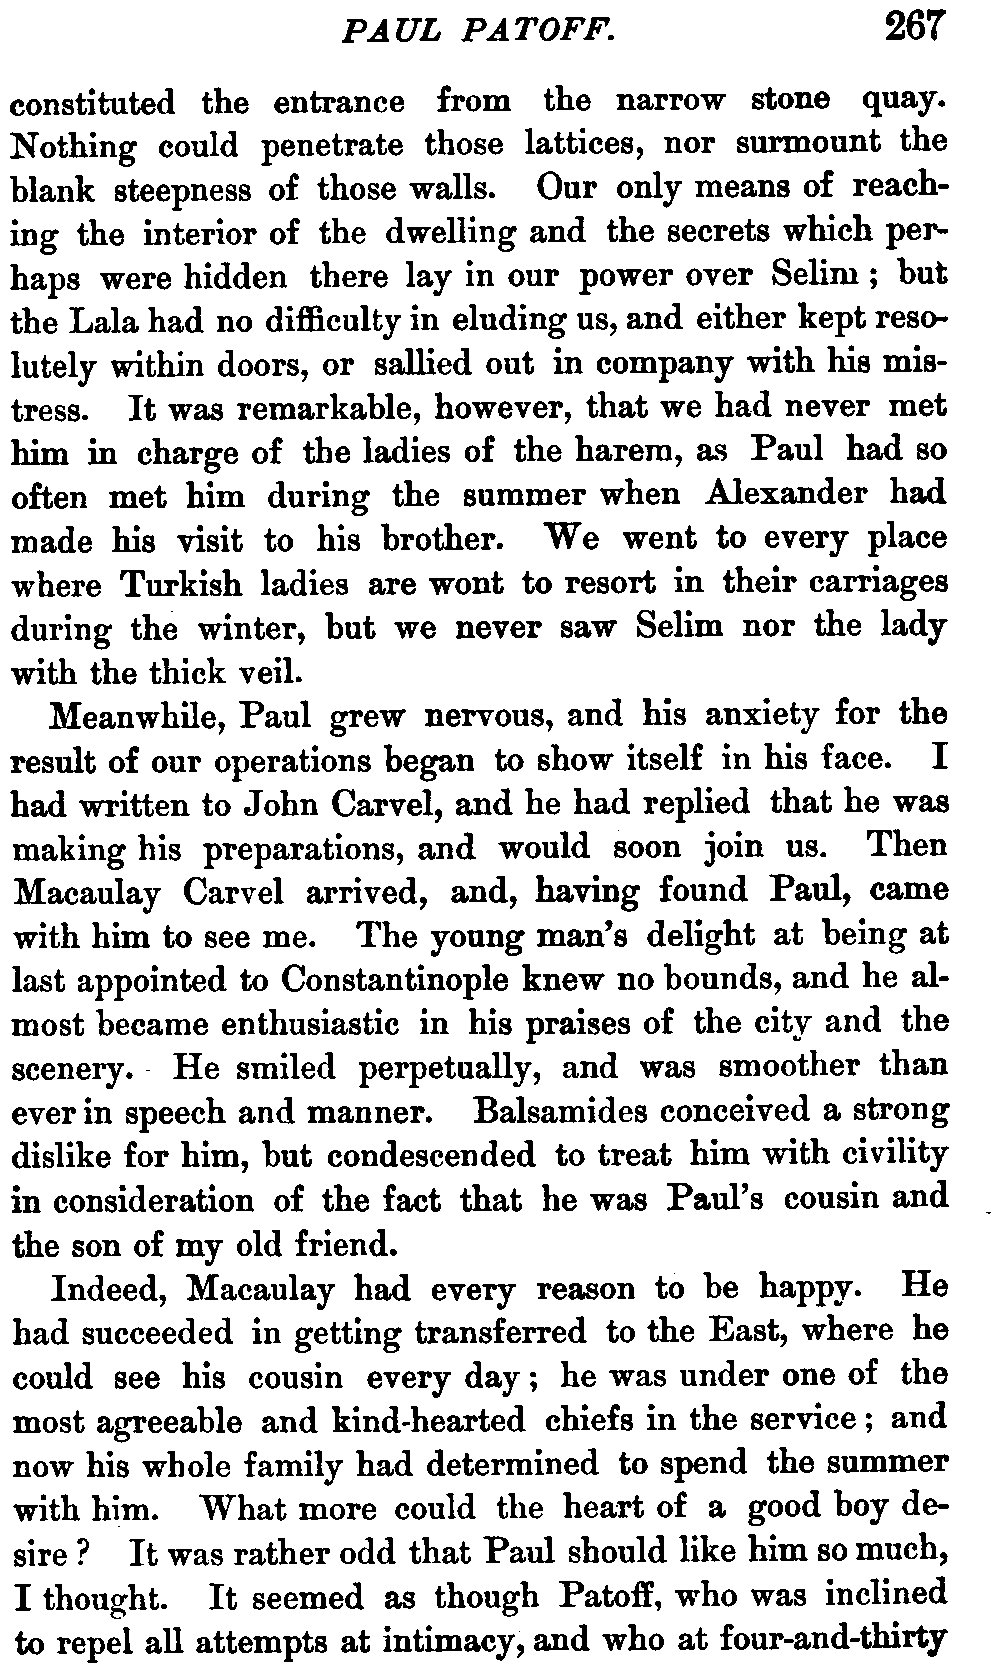 PAUL PATOFF. 267
constituted the entrance from the narrow stone quay.
Nothing could penetrate those lattices, nor surmount the
blank steepness of those walls. Our only means of reach-
ing the interior of the dwelling and the secrets which per-
haps were hidden there lay in our power over Selim ; but
the Lala had no difficulty in eluding us, and either kept reso-
lutely within doors, or sallied out in company with his mis-
tress. It was remarkable, however, that we had never met
him in charge of the ladies of the harem, as Paul had so
often met him during the summer when Alexander had
made his visit to his brother. We went to every place
where Turkish ladies are wont to resort in their carriages
during the winter, but we never saw Selim nor the lady
with the thick veil.
Meanwhile, Paul grew nervous, and his anxiety for the
result of our operations began to show itself in his face. I
had written to John Carvel, and he had replied that he was
making his preparations, and would soon join us. Then
Macaulay Carvel arrived, and, having found Paul, came
with him to see me. The young man's delight at being at
last appointed to Constantinople knew no bounds, and he al-
most became enthusiastic in his praises of the city and the
scenery. He smiled perpetually, and was smoother than
ever in speech and manner. Balsamides conceived a strong
dislike for him, but condescended to treat him with civility
in consideration of the fact that he was Paul's cousin and
the son of my old friend.
Indeed, Macaulay had every reason to be happy. He
had succeeded in getting transferred to the East, where he
could see his cousin every day ; he was under one of the
most agreeable and kind-hearted chiefs in the service ; and
now his whole family had determined to spend the summer
with him. What more could the heart of a good boy de-
sire ? It was rather odd that Paul should like him so much,
I thought. It seemed as though Patoff, who was inclined
to repel all attempts at intimacy, and who at four-and-thirty